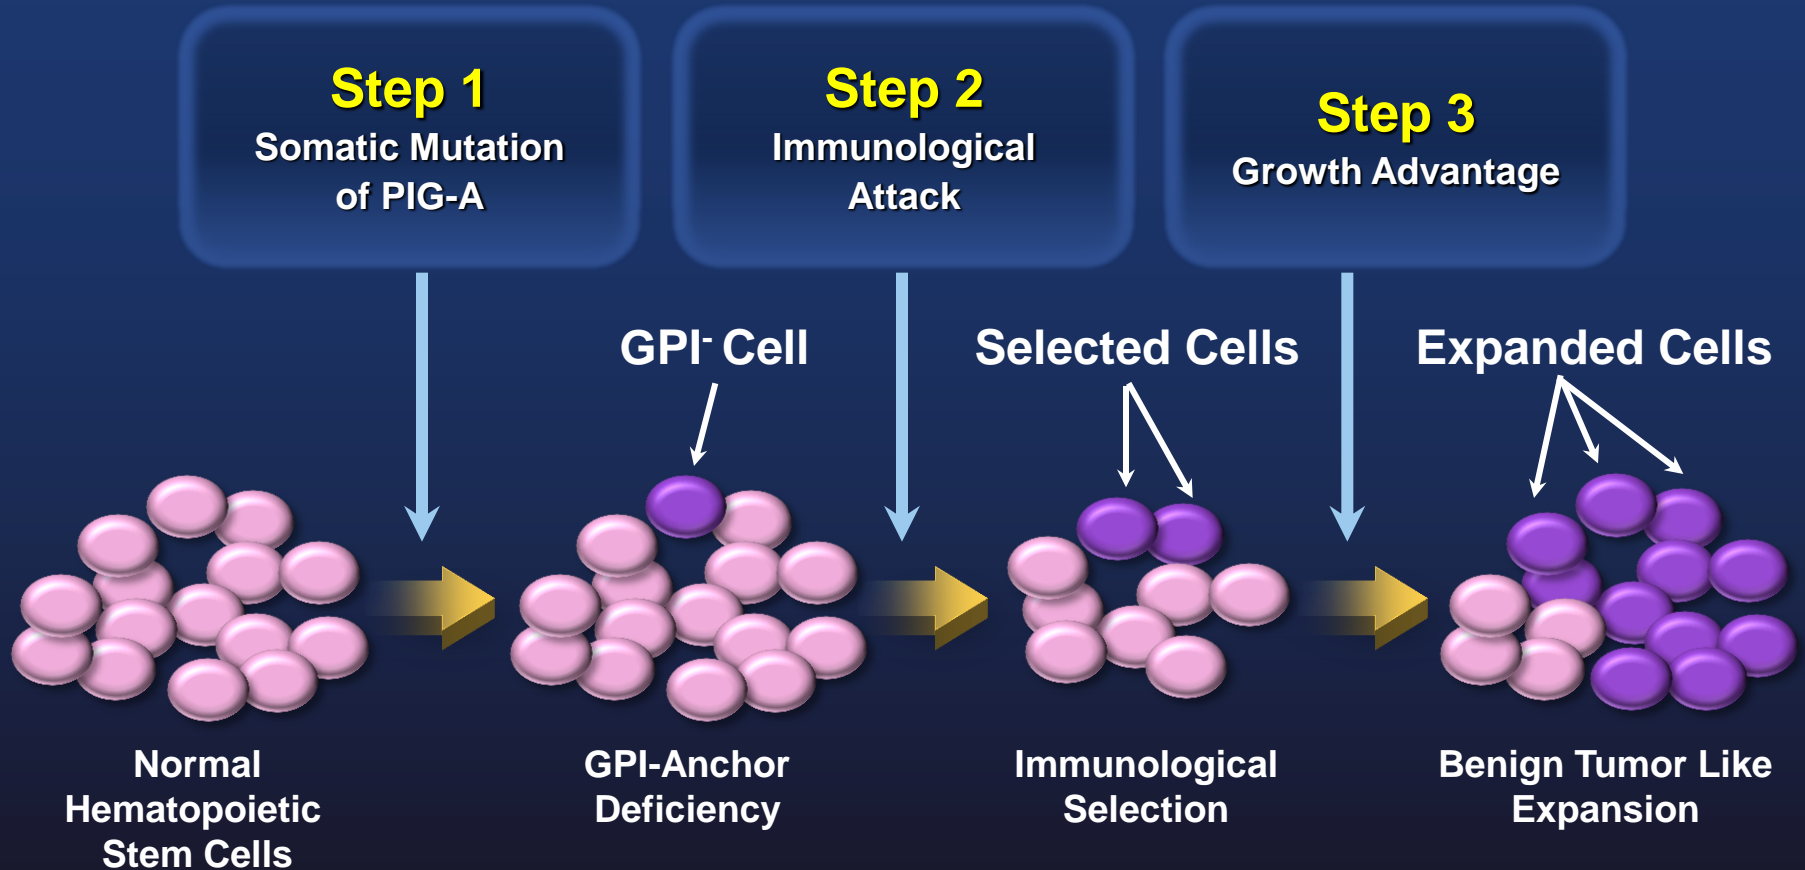 Step 1
Somatic Mutation
of PIG-A
Step 2
Immunological
Attack
Step 3
Growth Advantage
GPI⁻ Cell
Selected Cells
Expanded Cells
Normal
Hematopoietic
Stem Cells
GPI-Anchor
Deficiency
Immunological
Selection
Benign Tumor Like
Expansion